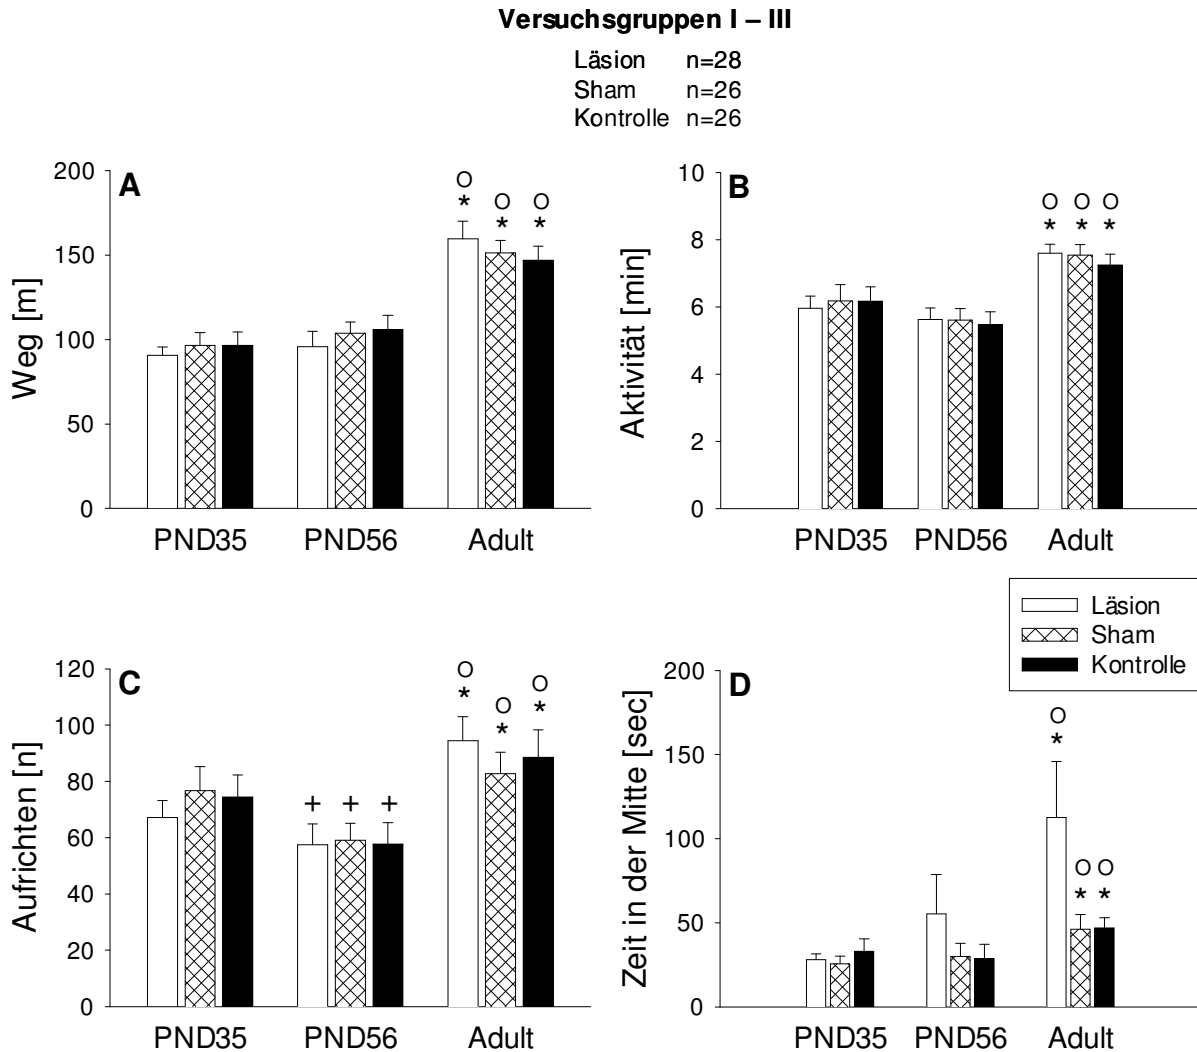 Versuchsgruppen I – III
Läsion n=28
Sham n=26
Kontrolle n=26
A
Weg [m]
200
150
100
50
0
O O O
* * *
PND35 PND56 Adult
B
Aktivität [min]
10
8
6
4
2
0
O O O
* * *
PND35 PND56 Adult
Läsion
Sham
Kontrolle
C
Aufrichten [n]
120
100
80
60
40
20
0
+ + +
O O O
* * *
PND35 PND56 Adult
D
Zeit in der Mitte [sec]
200
150
100
50
0
O
*
O O
* *
PND35 PND56 Adult